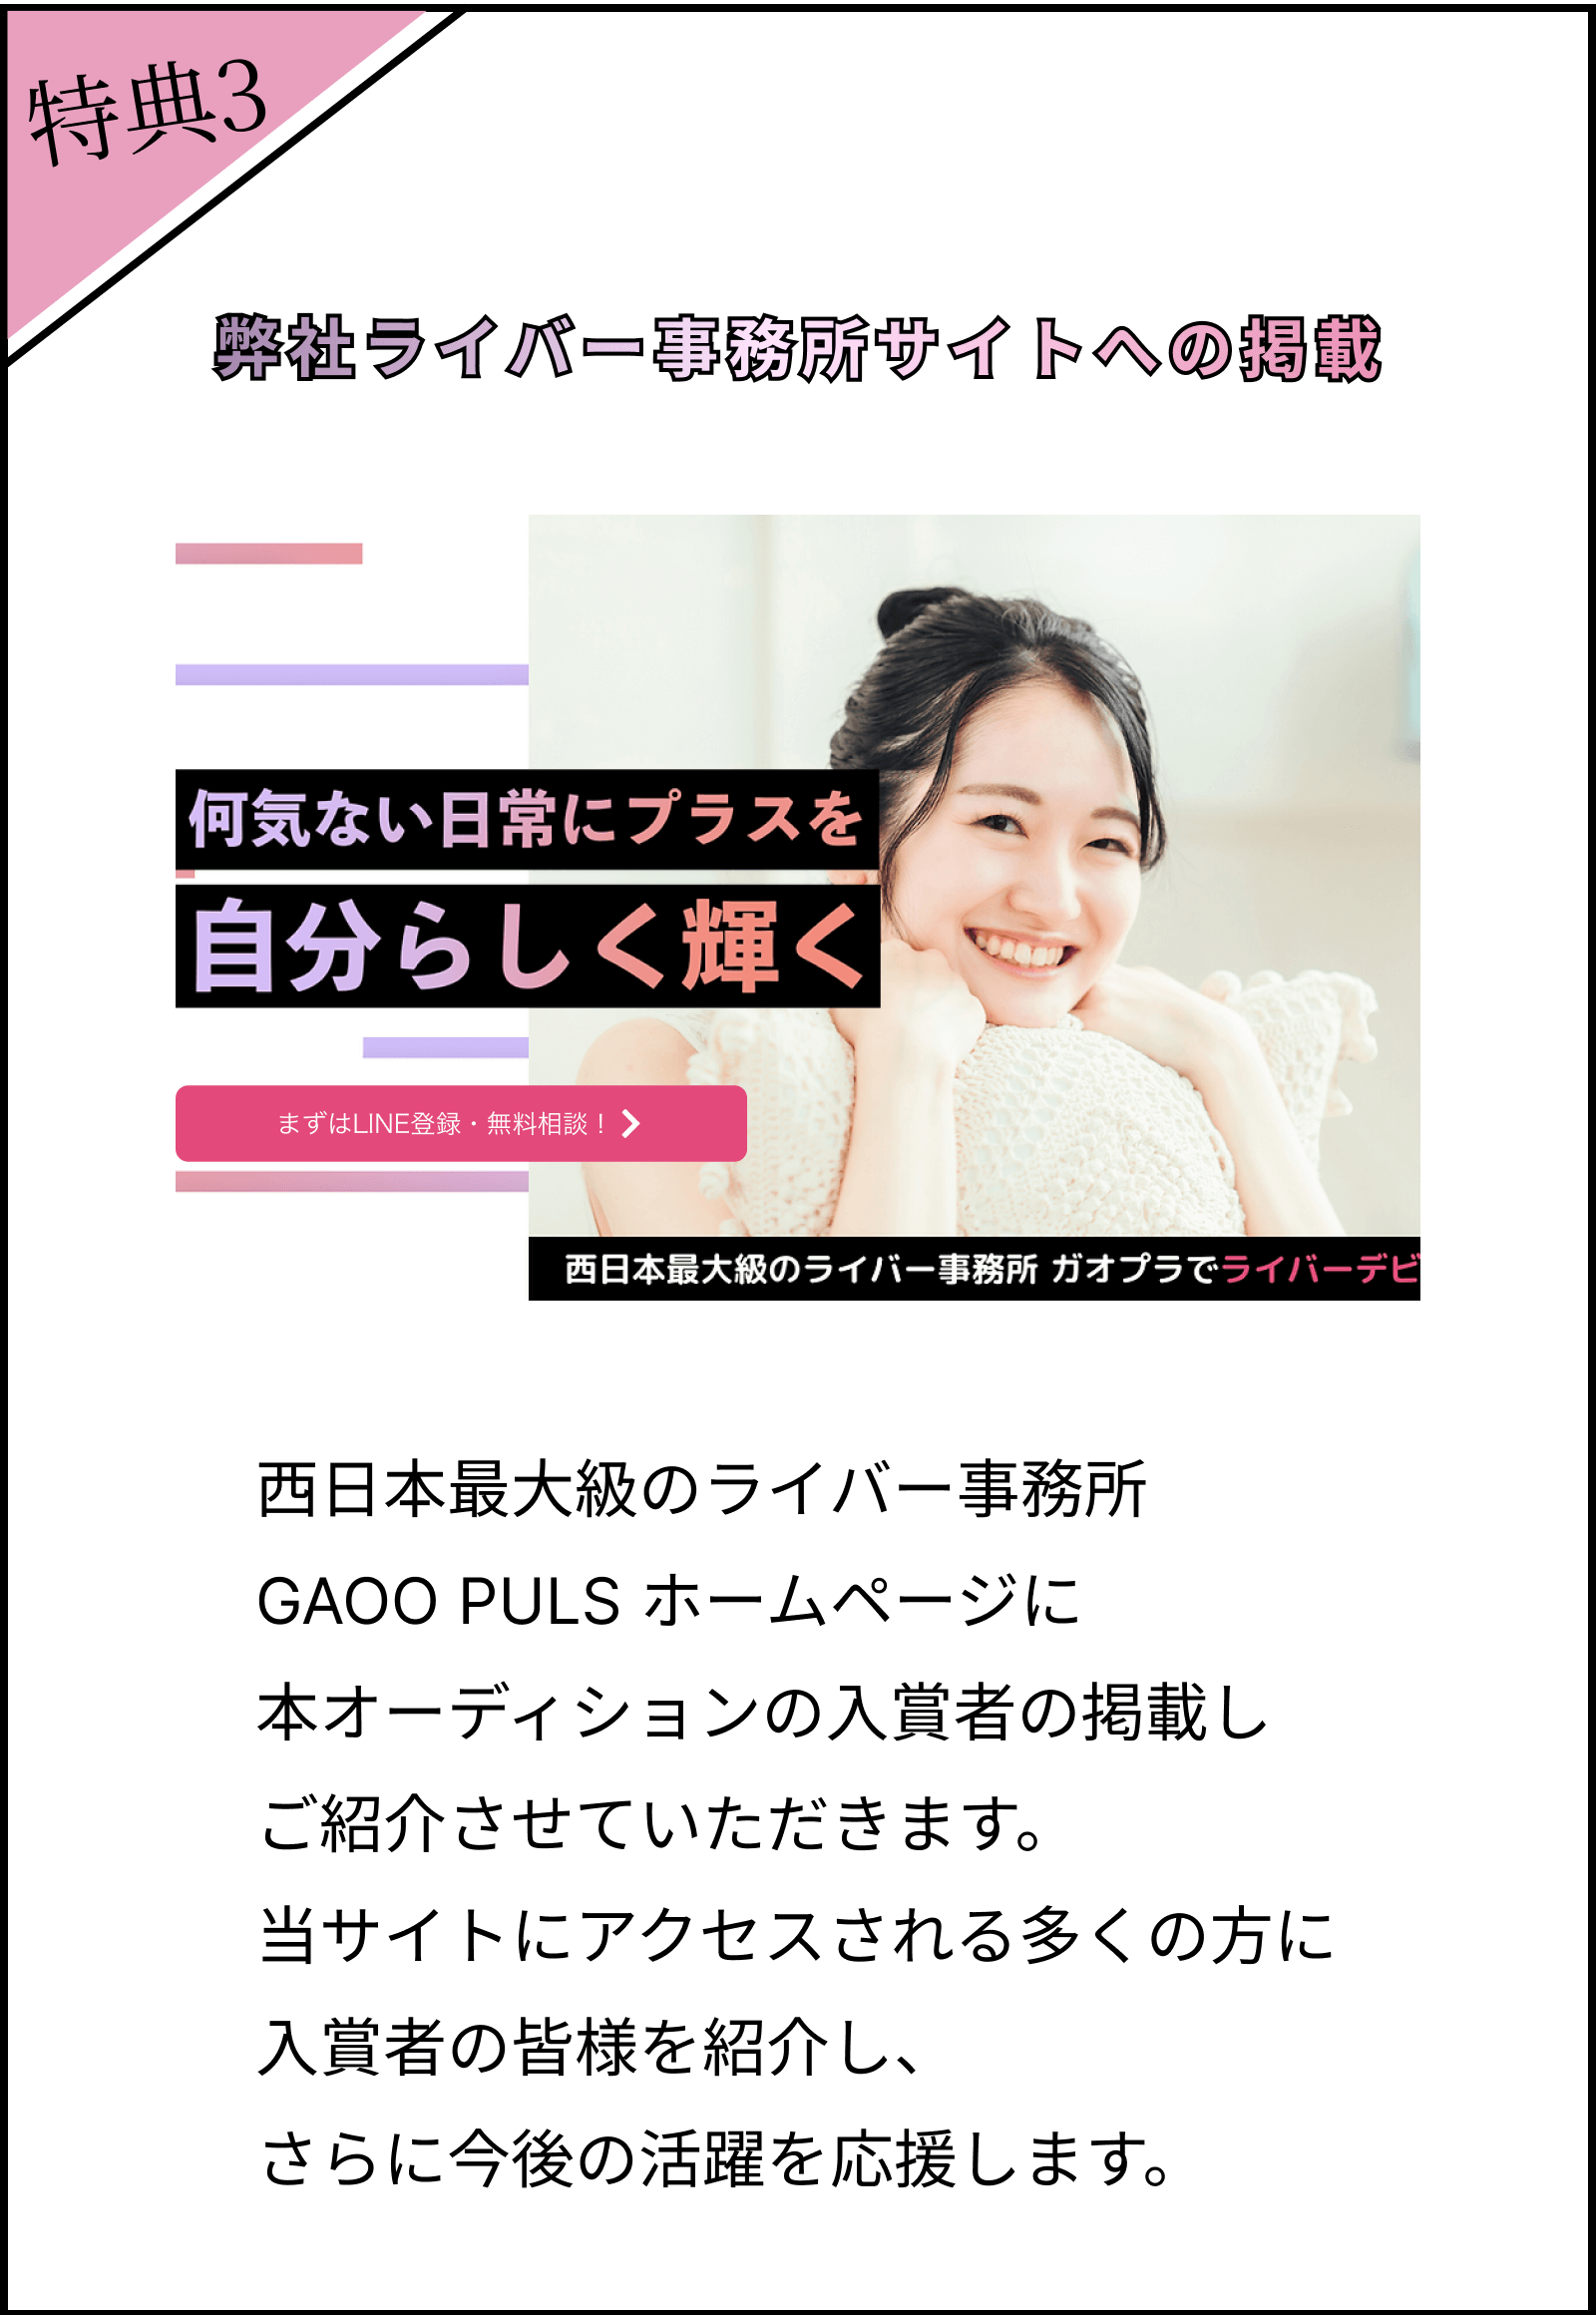 特典3
弊社ライバー事務所サイトへの掲載
何気ない日常にプラスを
自分らしく輝く
まずはLINE登録・無料相談！
西日本最大級のライバー事務所 ガオプラでライバーデビ
西日本最大級のライバー事務所
GAOO PULS ホームページに
本オーディションの入賞者の掲載し
ご紹介させていただきます。
当サイトにアクセスされる多くの方に
入賞者の皆様を紹介し、
さらに今後の活躍を応援します。